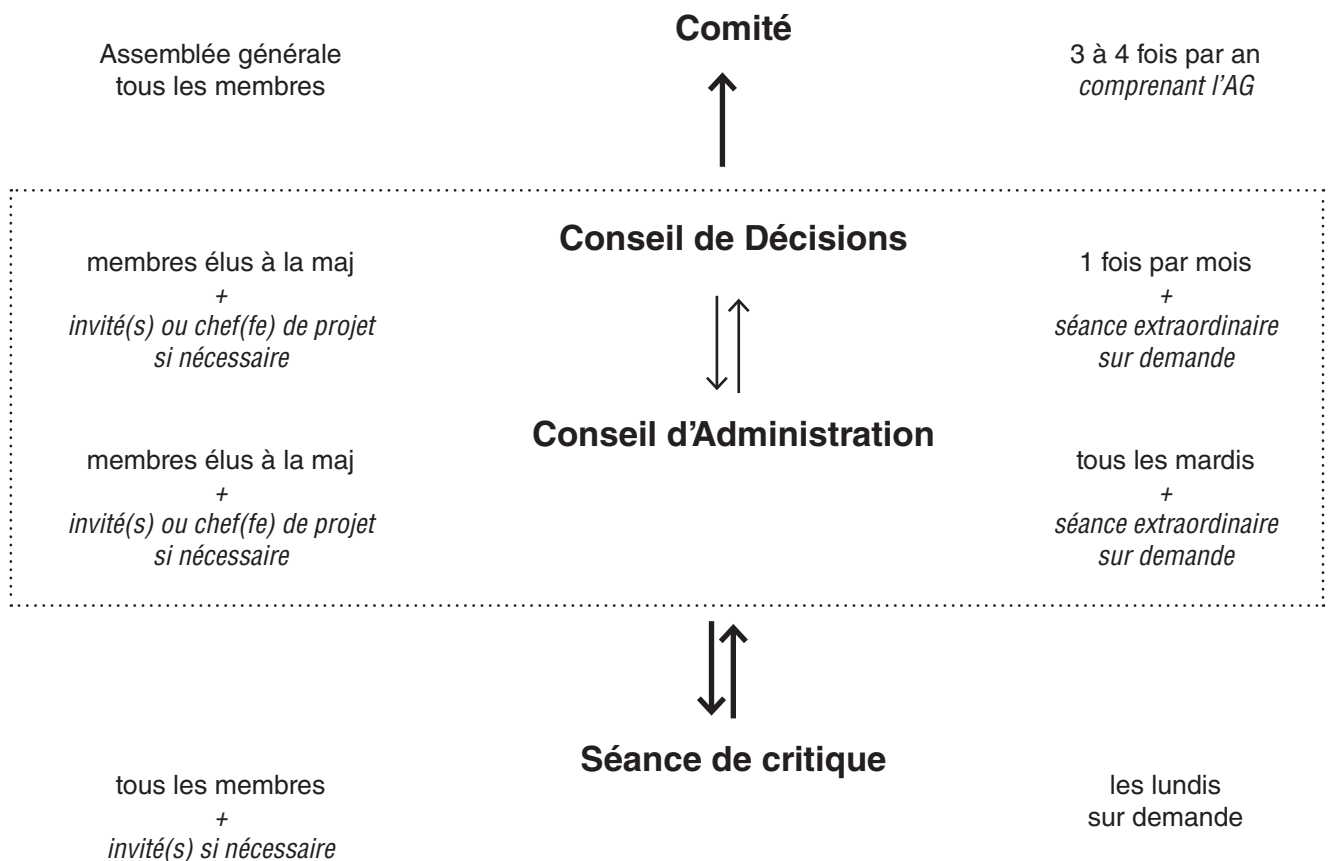 Comité
Assemblée générale
tous les membres
3 à 4 fois par an
comprenant l'AG
Conseil de Décisions
membres élus à la maj
+
invité(s) ou chef(fe) de projet
si nécessaire
1 fois par mois
+
séance extraordinaire
sur demande
Conseil d'Administration
membres élus à la maj
+
invité(s) ou chef(fe) de projet
si nécessaire
tous les mardis
+
séance extraordinaire
sur demande
Séance de critique
tous les membres
+
invité(s) si nécessaire
les lundis
sur demande